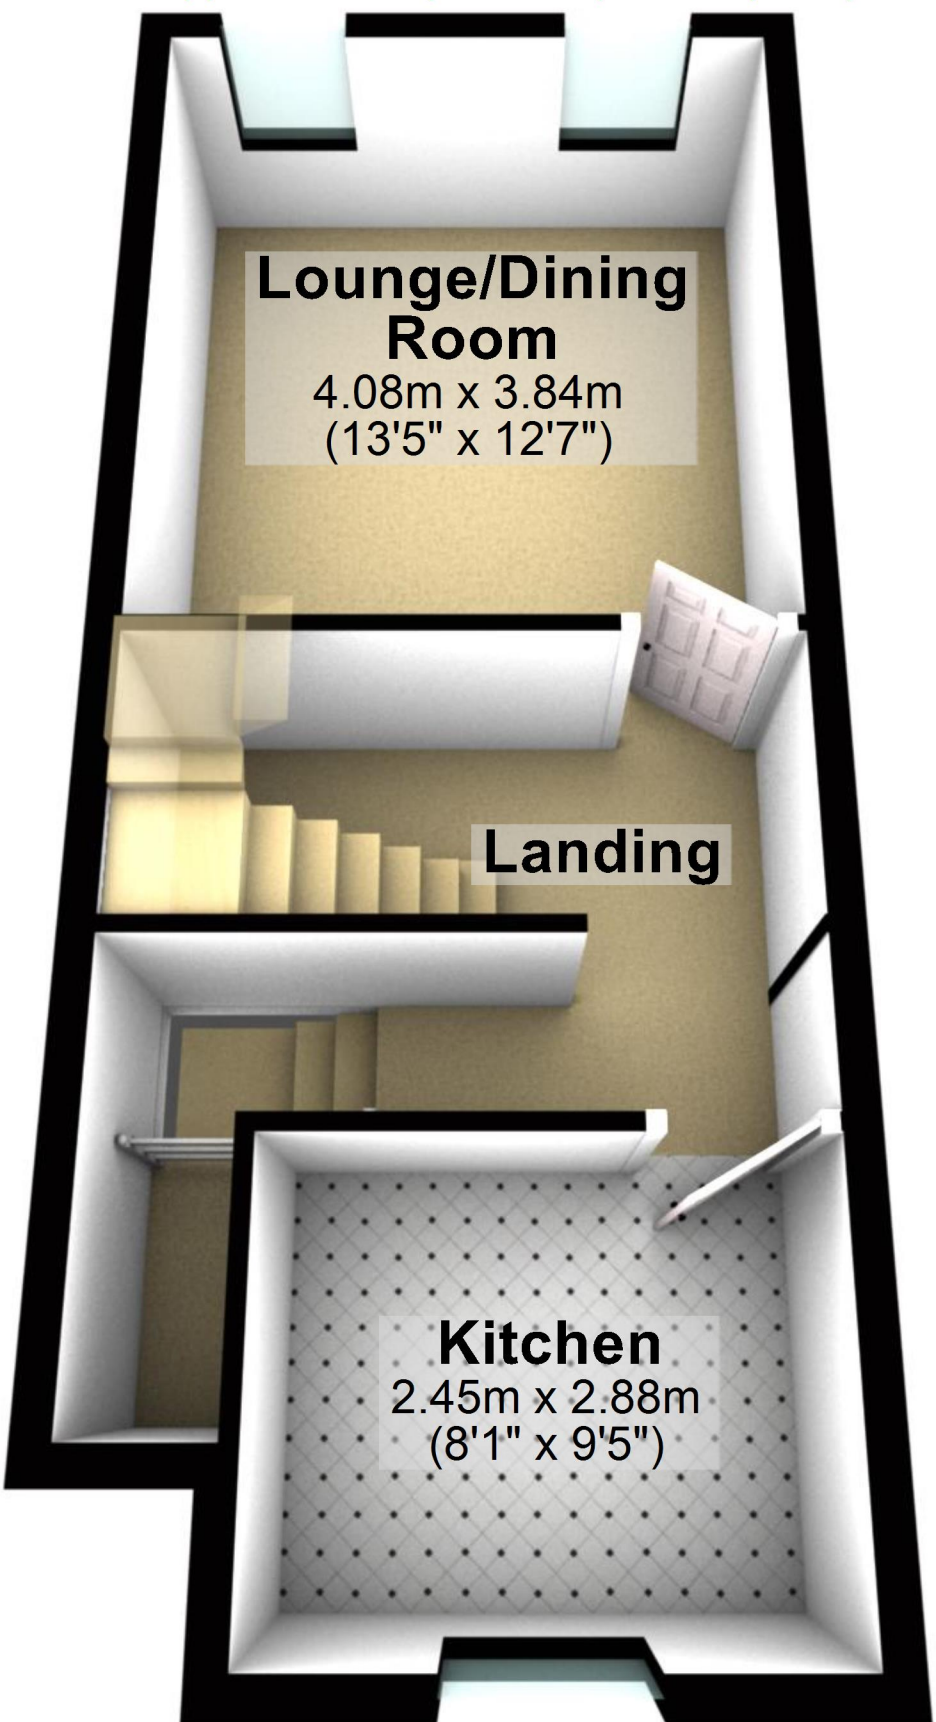 Lounge/Dining
Room
4.08m x 3.84m
(13'5" x 12'7")
Landing
Kitchen
2.45m x 2.88m
(8'1" x 9'5")